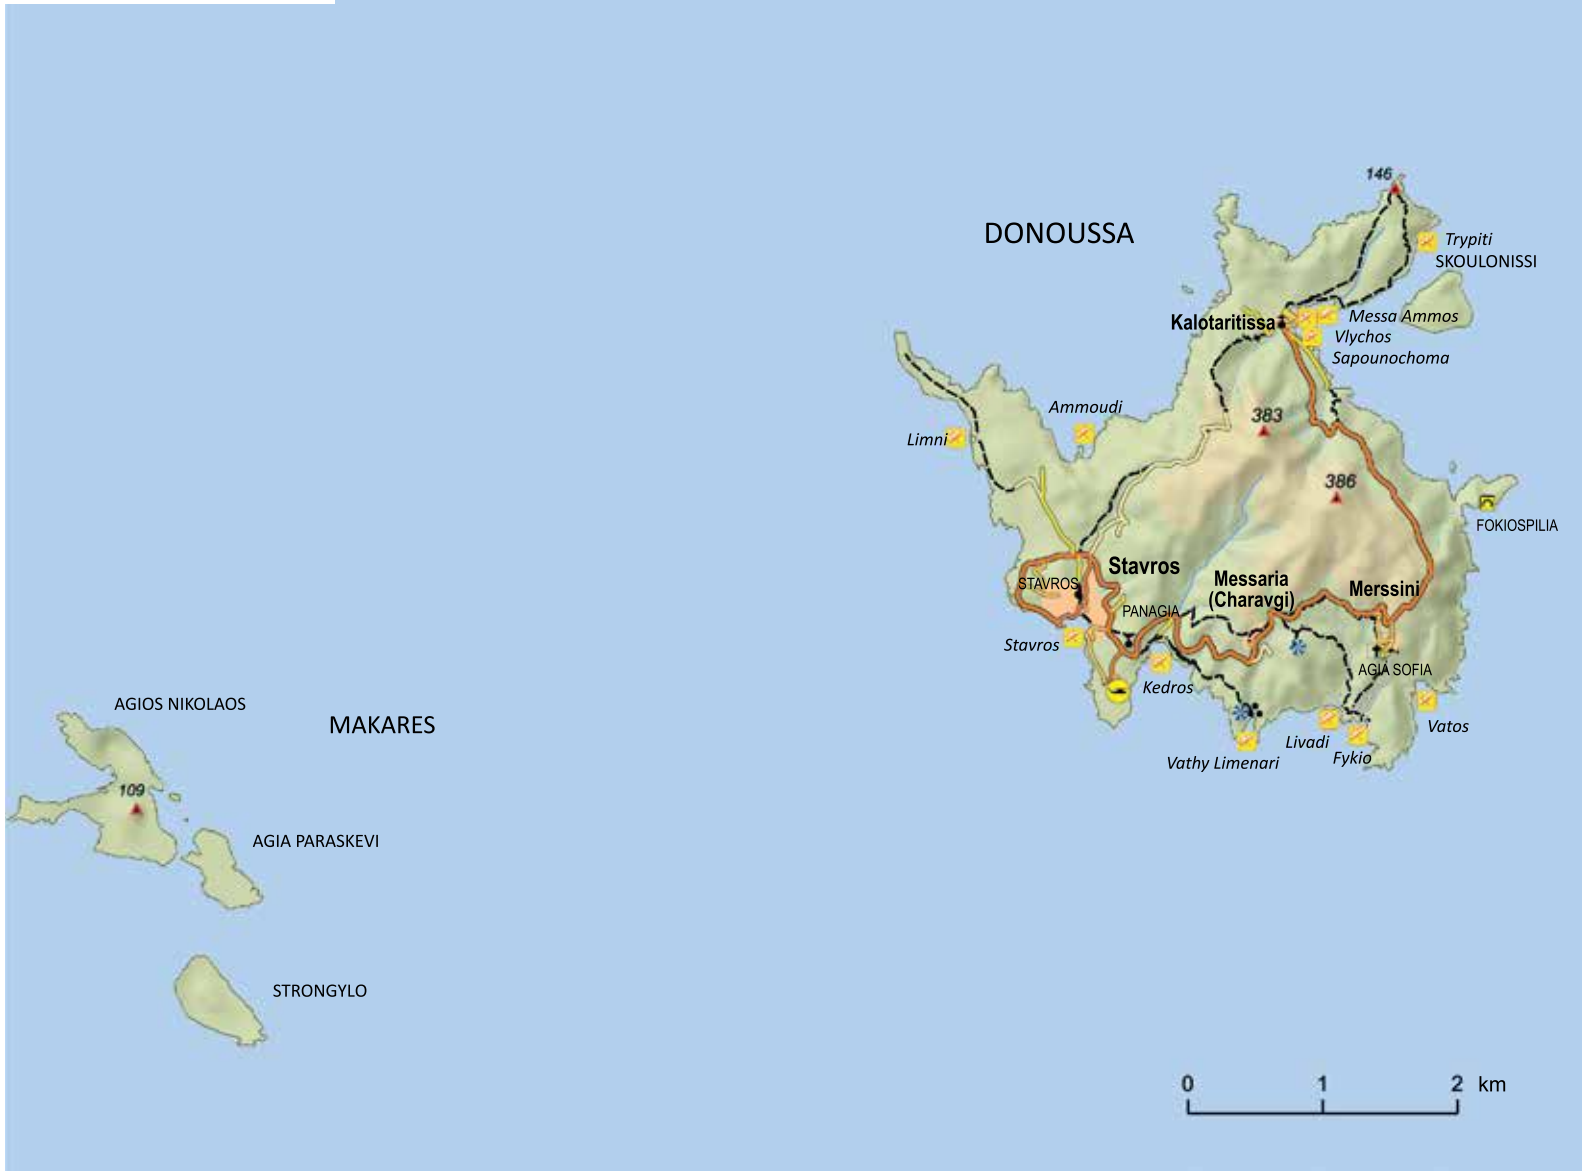 146
DONOUSSA
Trypiti
SKOULONISSI
Kalotaritissa
Messa Ammos
Vlychos
Sapounochoma
Ammoudi
383
Limni
386
FOKIOSPILIA
Stavros
STAVROS
Messaria
(Charavgi)
Merssini
PANAGIA
Stavros
AGIA SOFIA
Kedros
Vatos
Livadi
Fykio
Vathy Limenari
AGIOS NIKOLAOS
MAKARES
109
AGIA PARASKEVI
STRONGYLO
0 1 2 km